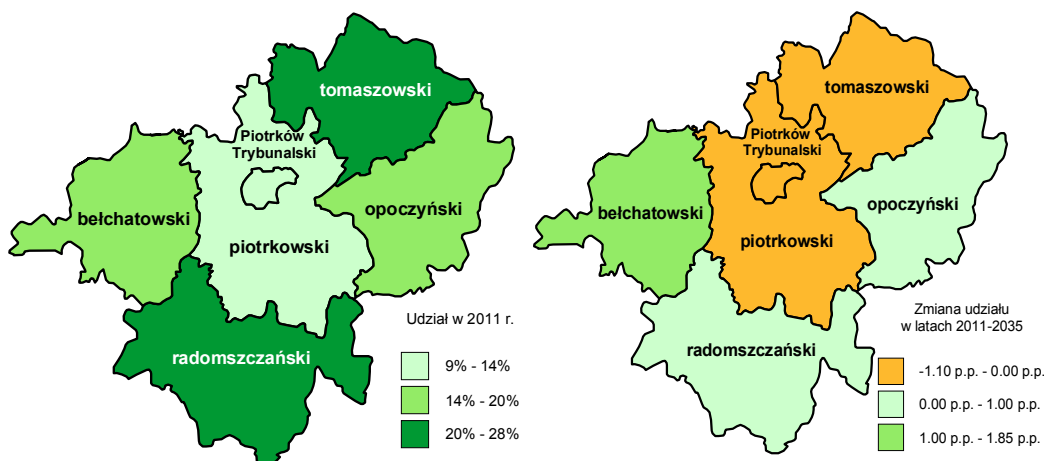 tomaszowski
Piotrków
Trybunalski
opoczyński
bełchatowski
piotrkowski
radomszczański
Udział w 2011 r.
9% - 14%
14% - 20%
20% - 28%
tomaszowski
Piotrków
Trybunalski
opoczyński
bełchatowski
piotrkowski
radomszczański
Zmiana udziału
w latach 2011-2035
-1.10 p.p. - 0.00 p.p.
0.00 p.p. - 1.00 p.p.
1.00 p.p. - 1.85 p.p.